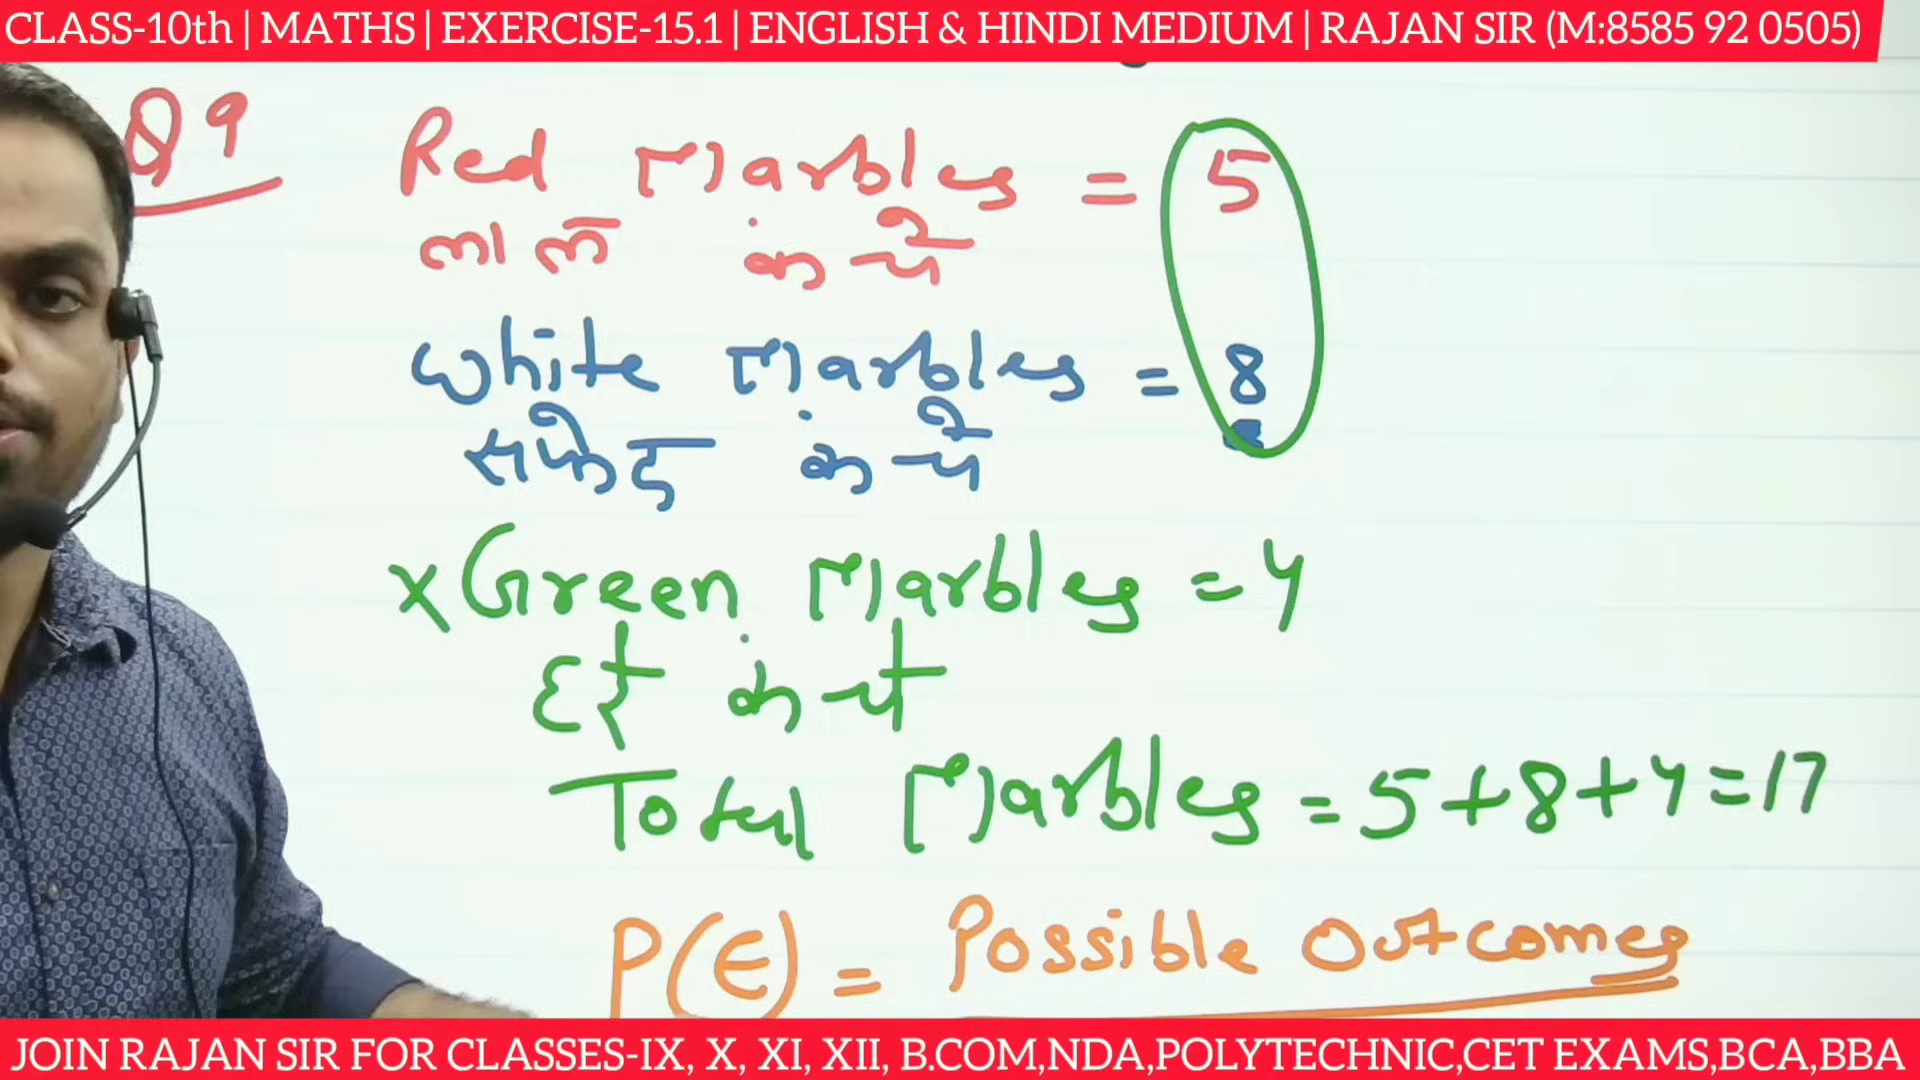 CLASS-10th | MATHS | EXERCISE-15.1 | ENGLISH & HINDI MEDIUM | RAJAN SIR (M:8585 92 0505)
Q 9
Red Marbles = 5
लाल कंचे
White Marbles = 8
सफेद कंचे
x Green Marbles = 4
हरे कंचे
Total Marbles = 5+8+4=17
P(E) = Possible Outcomes
JOIN RAJAN SIR FOR CLASSES-IX, X, XI, XII, B.COM,NDA,POLYTECHNIC,CET EXAMS,BCA,BBA